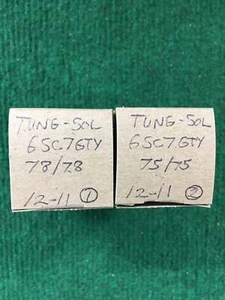 TUNG-SOL
6SC7GTY
78/78
12-11 ①
TUNG-SOL
6SC7GTY
75/75
12-11 ②